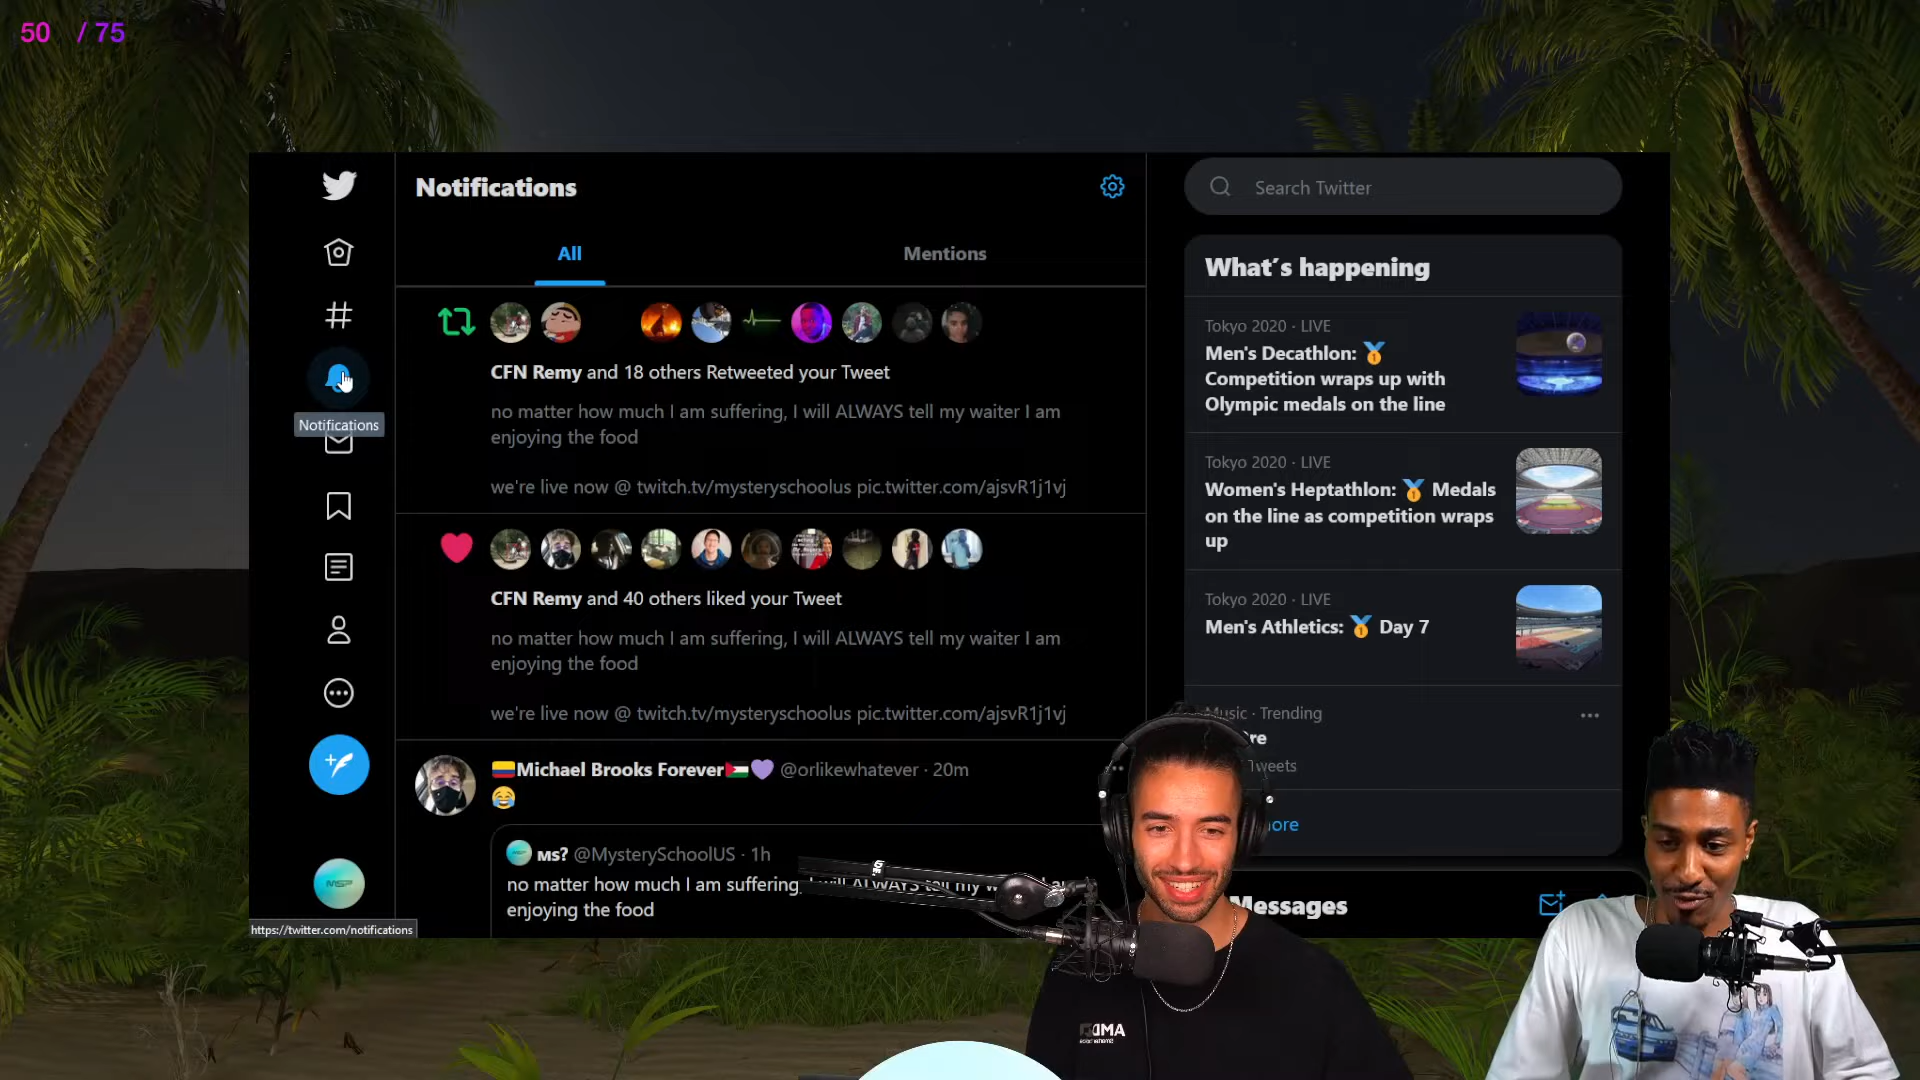 50 / 75
Notifications
Search Twitter
All
Mentions
What´s happening
Tokyo 2020 · LIVE
Men's Decathlon: 🥇
Competition wraps up with
Olympic medals on the line
CFN Remy and 18 others Retweeted your Tweet
no matter how much I am suffering, I will ALWAYS tell my waiter I am
enjoying the food
Notifications
Tokyo 2020 · LIVE
Women's Heptathlon: 🥇 Medals
on the line as competition wraps
up
we're live now @ twitch.tv/mysteryschoolus pic.twitter.com/ajsvR1j1vj
CFN Remy and 40 others liked your Tweet
no matter how much I am suffering, I will ALWAYS tell my waiter I am
enjoying the food
Tokyo 2020 · LIVE
Men's Athletics: 🥇 Day 7
we're live now @ twitch.tv/mysteryschoolus pic.twitter.com/ajsvR1j1vj
Music · Trending
Tweets
🇨🇴Michael Brooks Forever🇵🇸💜 @orlikewhatever · 20m
😂
MS? @MysterySchoolUS · 1h
no matter how much I am suffering, I will ALWAYS tell my
enjoying the food
Messages
MSP
https://twitter.com/notifications